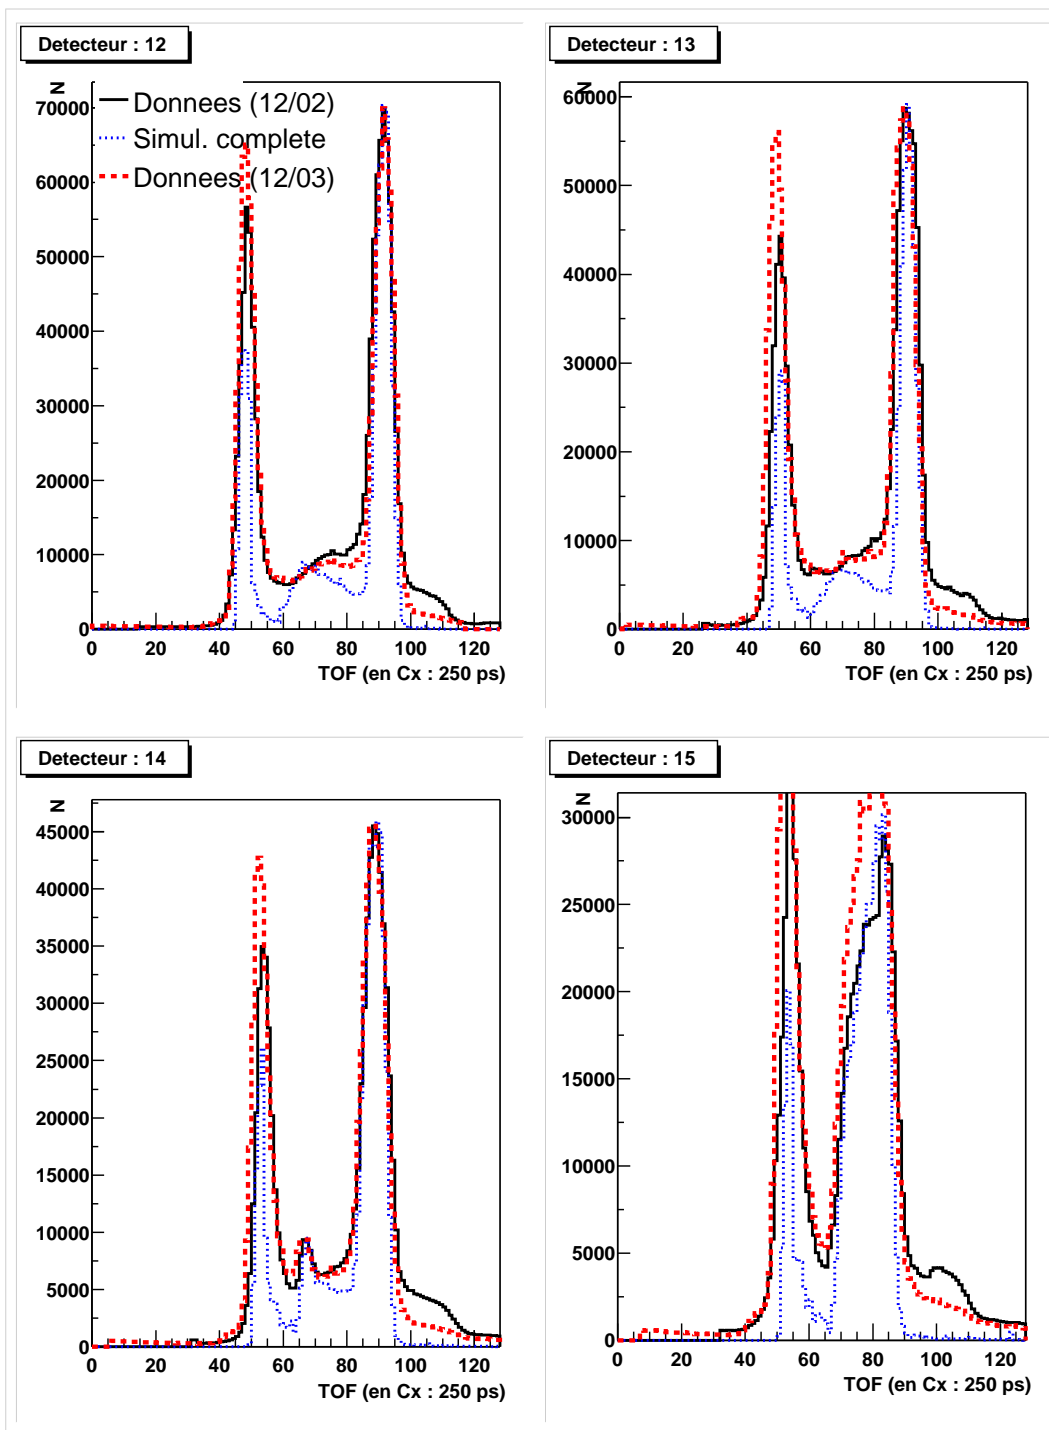 Detecteur : 12
N
70000
60000
50000
40000
30000
20000
10000
0
Donnees (12/02)
Simul. complete
Donnees (12/03)
0 20 40 60 80 100 120
TOF (en Cx : 250 ps)
Detecteur : 13
N
60000
50000
40000
30000
20000
10000
0
0 20 40 60 80 100 120
TOF (en Cx : 250 ps)
Detecteur : 14
N
45000
40000
35000
30000
25000
20000
15000
10000
5000
0
0 20 40 60 80 100 120
TOF (en Cx : 250 ps)
Detecteur : 15
N
30000
25000
20000
15000
10000
5000
0
0 20 40 60 80 100 120
TOF (en Cx : 250 ps)